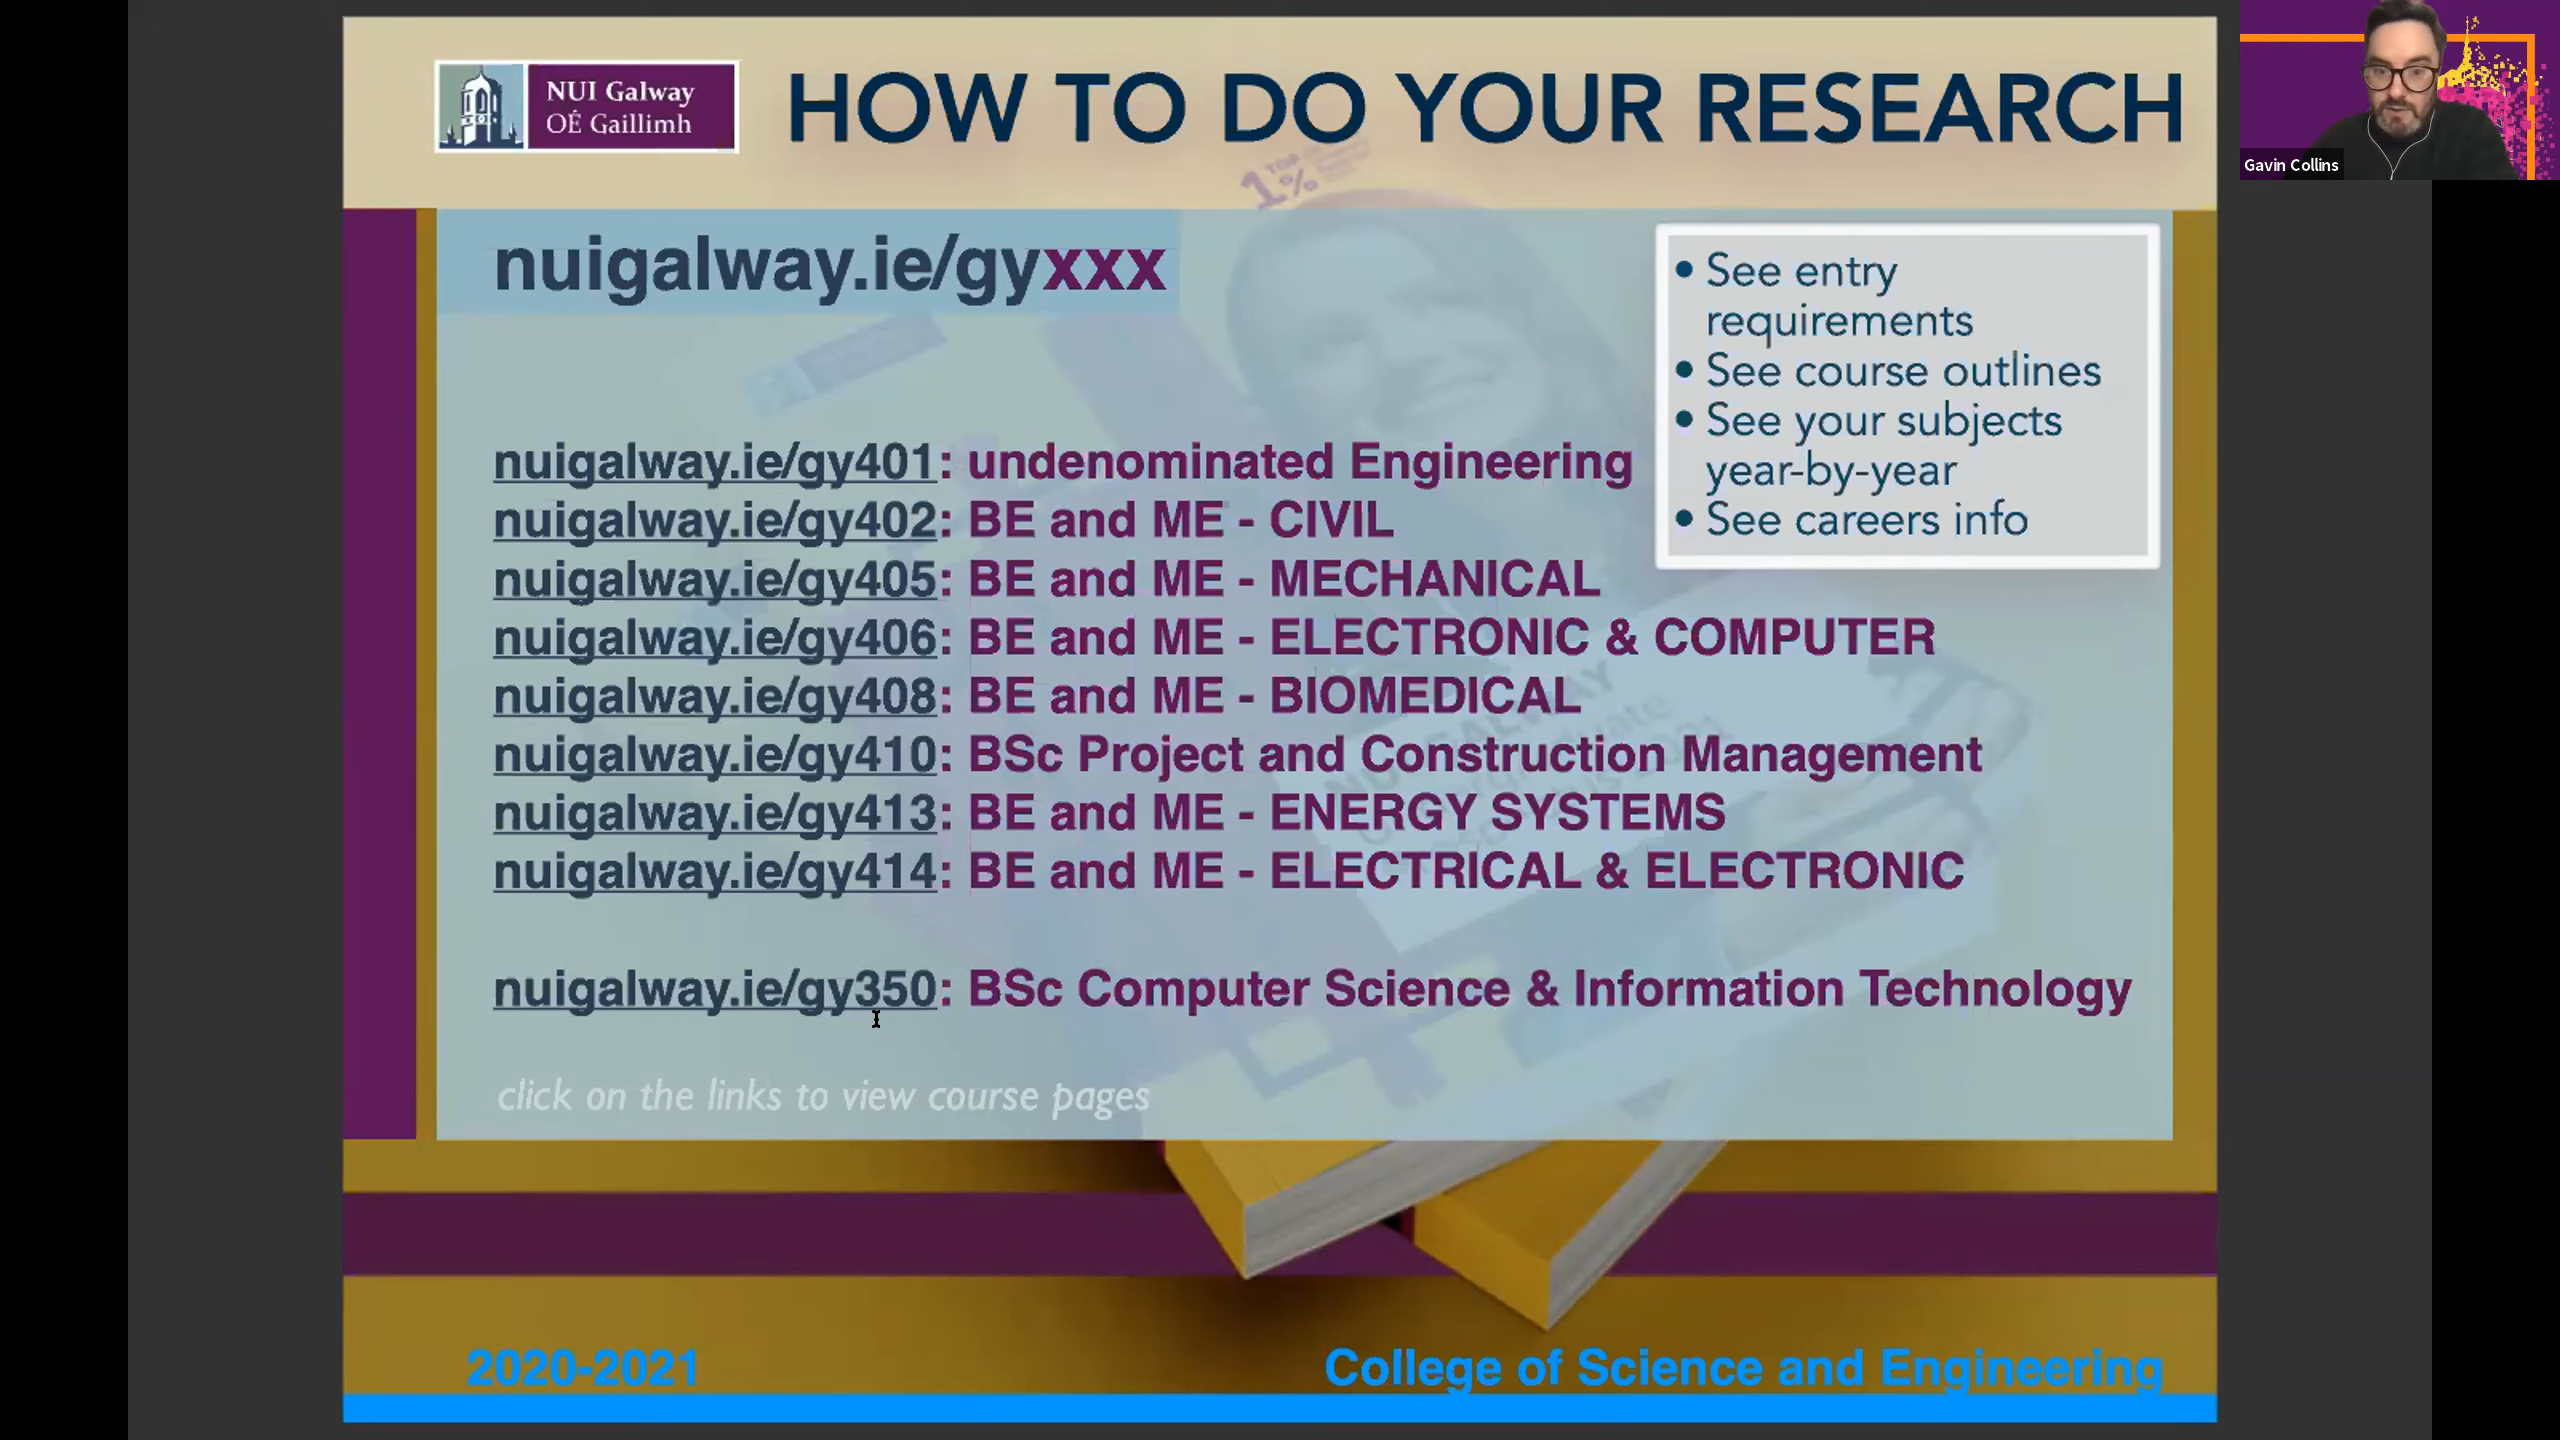 NUI Galway
OÉ Gaillimh
HOW TO DO YOUR RESEARCH
Gavin Collins
TOP
1%
nuigalway.ie/gyxxx
• See entry
requirements
• See course outlines
• See your subjects
year-by-year
• See careers info
nuigalway.ie/gy401: undenominated Engineering
nuigalway.ie/gy402: BE and ME - CIVIL
nuigalway.ie/gy405: BE and ME - MECHANICAL
nuigalway.ie/gy406: BE and ME - ELECTRONIC & COMPUTER
nuigalway.ie/gy408: BE and ME - BIOMEDICAL
nuigalway.ie/gy410: BSc Project and Construction Management
nuigalway.ie/gy413: BE and ME - ENERGY SYSTEMS
nuigalway.ie/gy414: BE and ME - ELECTRICAL & ELECTRONIC
nuigalway.ie/gy350: BSc Computer Science & Information Technology
click on the links to view course pages
2020-2021
College of Science and Engineering